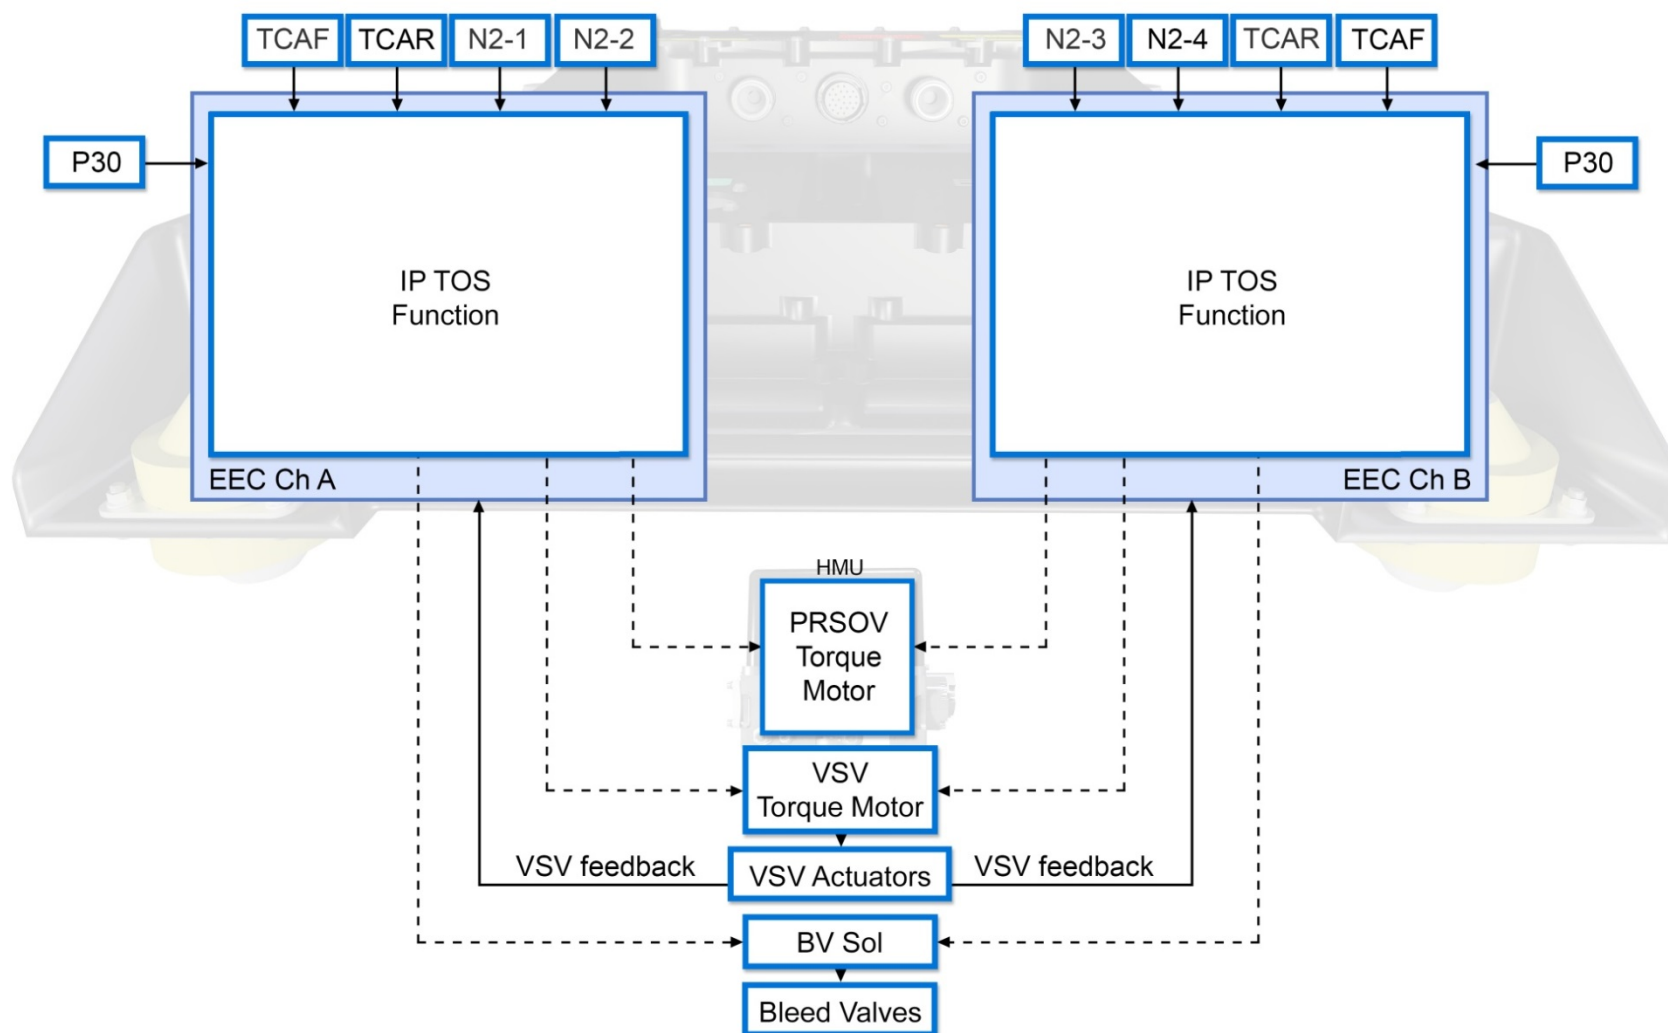 TCAF
TCAR
N2-1
N2-2
N2-3
N2-4
TCAR
TCAF
P30
P30
IP TOS
Function
IP TOS
Function
EEC Ch A
EEC Ch B
HMU
PRSOV
Torque
Motor
VSV
Torque Motor
VSV feedback
VSV Actuators
VSV feedback
BV Sol
Bleed Valves